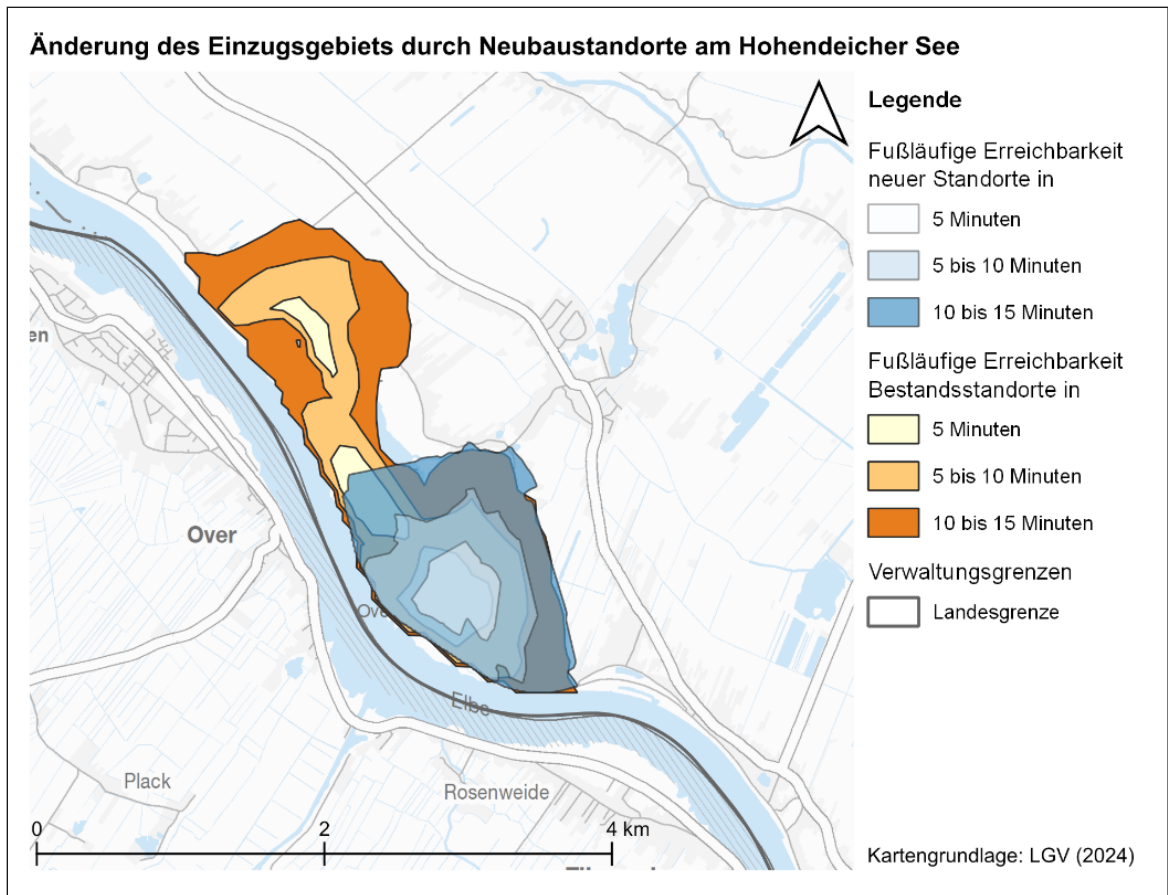 Änderung des Einzugsgebiets durch Neubaustandorte am Hohendeicher See
Legende
Fußläufige Erreichbarkeit
neuer Standorte in
5 Minuten
5 bis 10 Minuten
10 bis 15 Minuten
Fußläufige Erreichbarkeit
Bestandsstandorte in
5 Minuten
5 bis 10 Minuten
10 bis 15 Minuten
Verwaltungsgrenzen
Landesgrenze
en
Over
Ove
Elbe
Plack
Rosenweide
0 2 4 km
Kartengrundlage: LGV (2024)